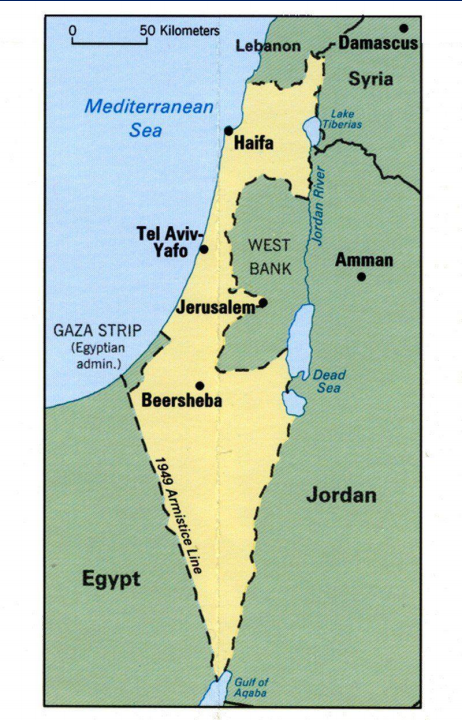 0 50 Kilometers
Lebanon
Damascus
Syria
Mediterranean
Sea
Lake
Tiberias
Haifa
Jordan River
Tel Aviv-
Yafo
WEST
BANK
Amman
Jerusalem
GAZA STRIP
(Egyptian
admin.)
Dead
Sea
Beersheba
1949 Armistice Line
Jordan
Egypt
Gulf of
Aqaba